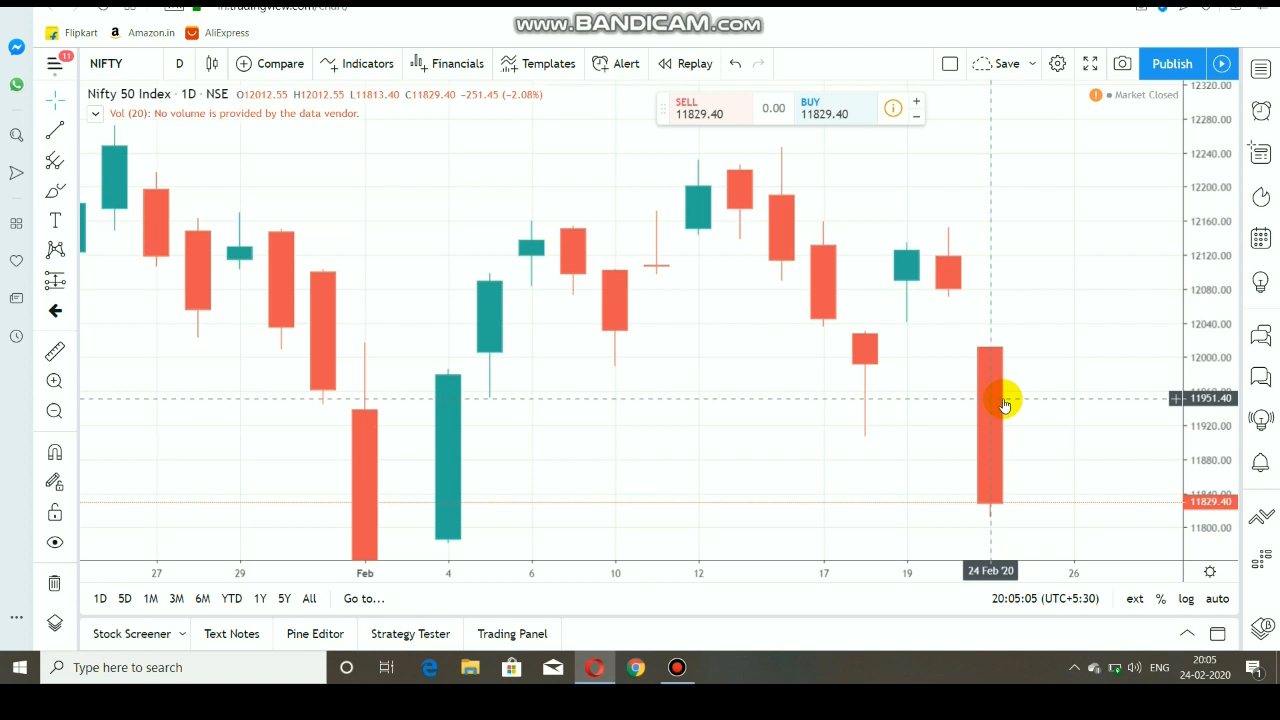 in.tradingview.com/chart/
www.BANDICAM.com
Flipkart
Amazon.in
AliExpress
11
NIFTY D Compare Indicators Financials Templates Alert Replay Save Publish
Nifty 50 Index · 1D · NSE O12012.55 H12012.55 L11813.40 C11829.40 -251.45 (-2.08%)
Vol (20): No volume is provided by the data vendor.
SELL
11829.40
0.00
BUY
11829.40
Market Closed
12320.00
12280.00
12240.00
12200.00
12160.00
12120.00
12080.00
12040.00
12000.00
11951.40
11920.00
11880.00
11829.40
11800.00
27 29 Feb 4 6 10 12 17 19 24 Feb '20 26
1D 5D 1M 3M 6M YTD 1Y 5Y All Go to... 20:05:05 (UTC+5:30) ext % log auto
Stock Screener Text Notes Pine Editor Strategy Tester Trading Panel
Type here to search
ENG
20:05
24-02-2020
1